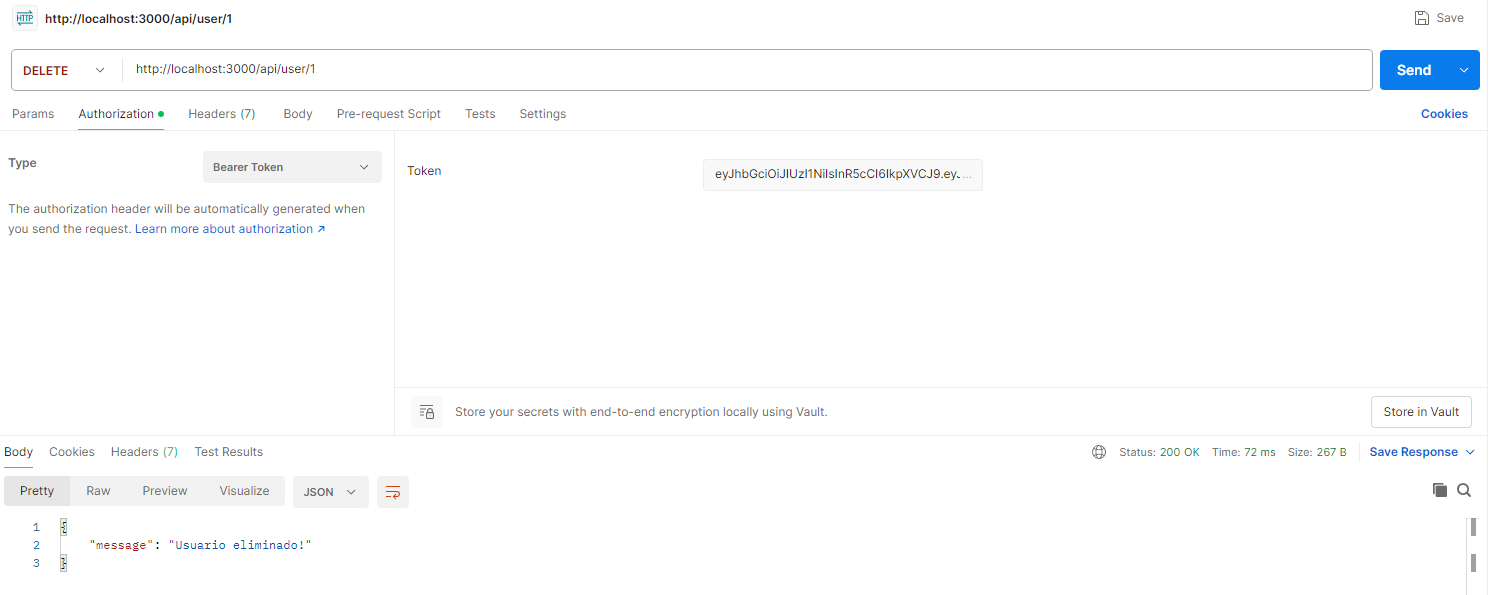 HTTP http://localhost:3000/api/user/1 Save
DELETE http://localhost:3000/api/user/1 Send
Params Authorization Headers (7) Body Pre-request Script Tests Settings Cookies
Type Bearer Token
The authorization header will be automatically generated when
you send the request. Learn more about authorization ↗
Token eyJhbGciOiJIUzI1NiIsInR5cCI6IkpXVCJ9.eyJ...
Store your secrets with end-to-end encryption locally using Vault. Store in Vault
Body Cookies Headers (7) Test Results Status: 200 OK Time: 72 ms Size: 267 B Save Response
Pretty Raw Preview Visualize JSON
1 {
2 "message": "Usuario eliminado!"
3 }